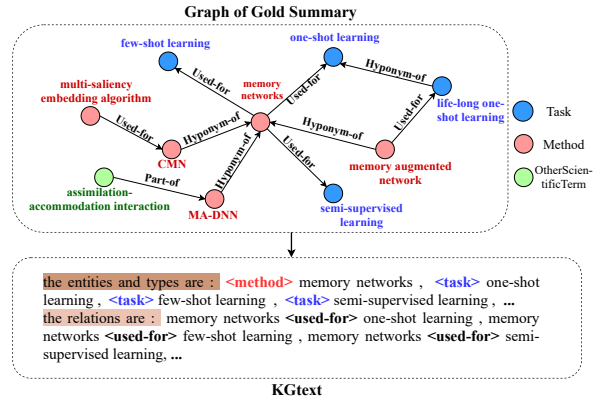 Graph of Gold Summary
few-shot learning
one-shot learning
multi-saliency
embedding algorithm
memory
networks
life-long one-
shot learning
Used-for
Used-for
Hyponym-of
Used-for
Hyponym-of
Hyponym-of
Used-for
CMN
memory augmented
network
Part-of
Hyponym-of
Used-for
assimilation-
accommodation interaction
MA-DNN
semi-supervised
learning
Task
Method
OtherScien-
tificTerm
the entities and types are : <method> memory networks , <task> one-shot
learning , <task> few-shot learning , <task> semi-supervised learning , ...
the relations are : memory networks <used-for> one-shot learning , memory
networks <used-for> few-shot learning , memory networks <used-for> semi-
supervised learning, ...
KGtext